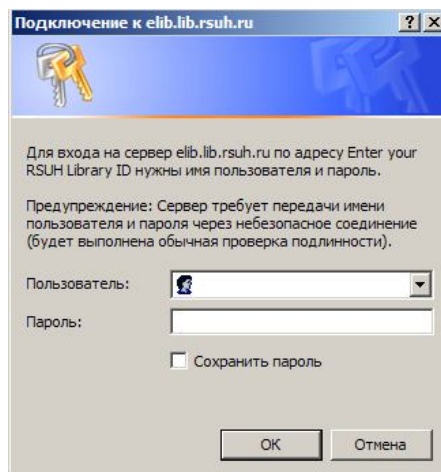 Подключение к elib.lib.rsuh.ru
Для входа на сервер elib.lib.rsuh.ru по адресу Enter your
RSUH Library ID нужны имя пользователя и пароль.
Предупреждение: Сервер требует передачи имени
пользователя и пароля через небезопасное соединение
(будет выполнена обычная проверка подлинности).
Пользователь:
Пароль:
Сохранить пароль
OK Отмена